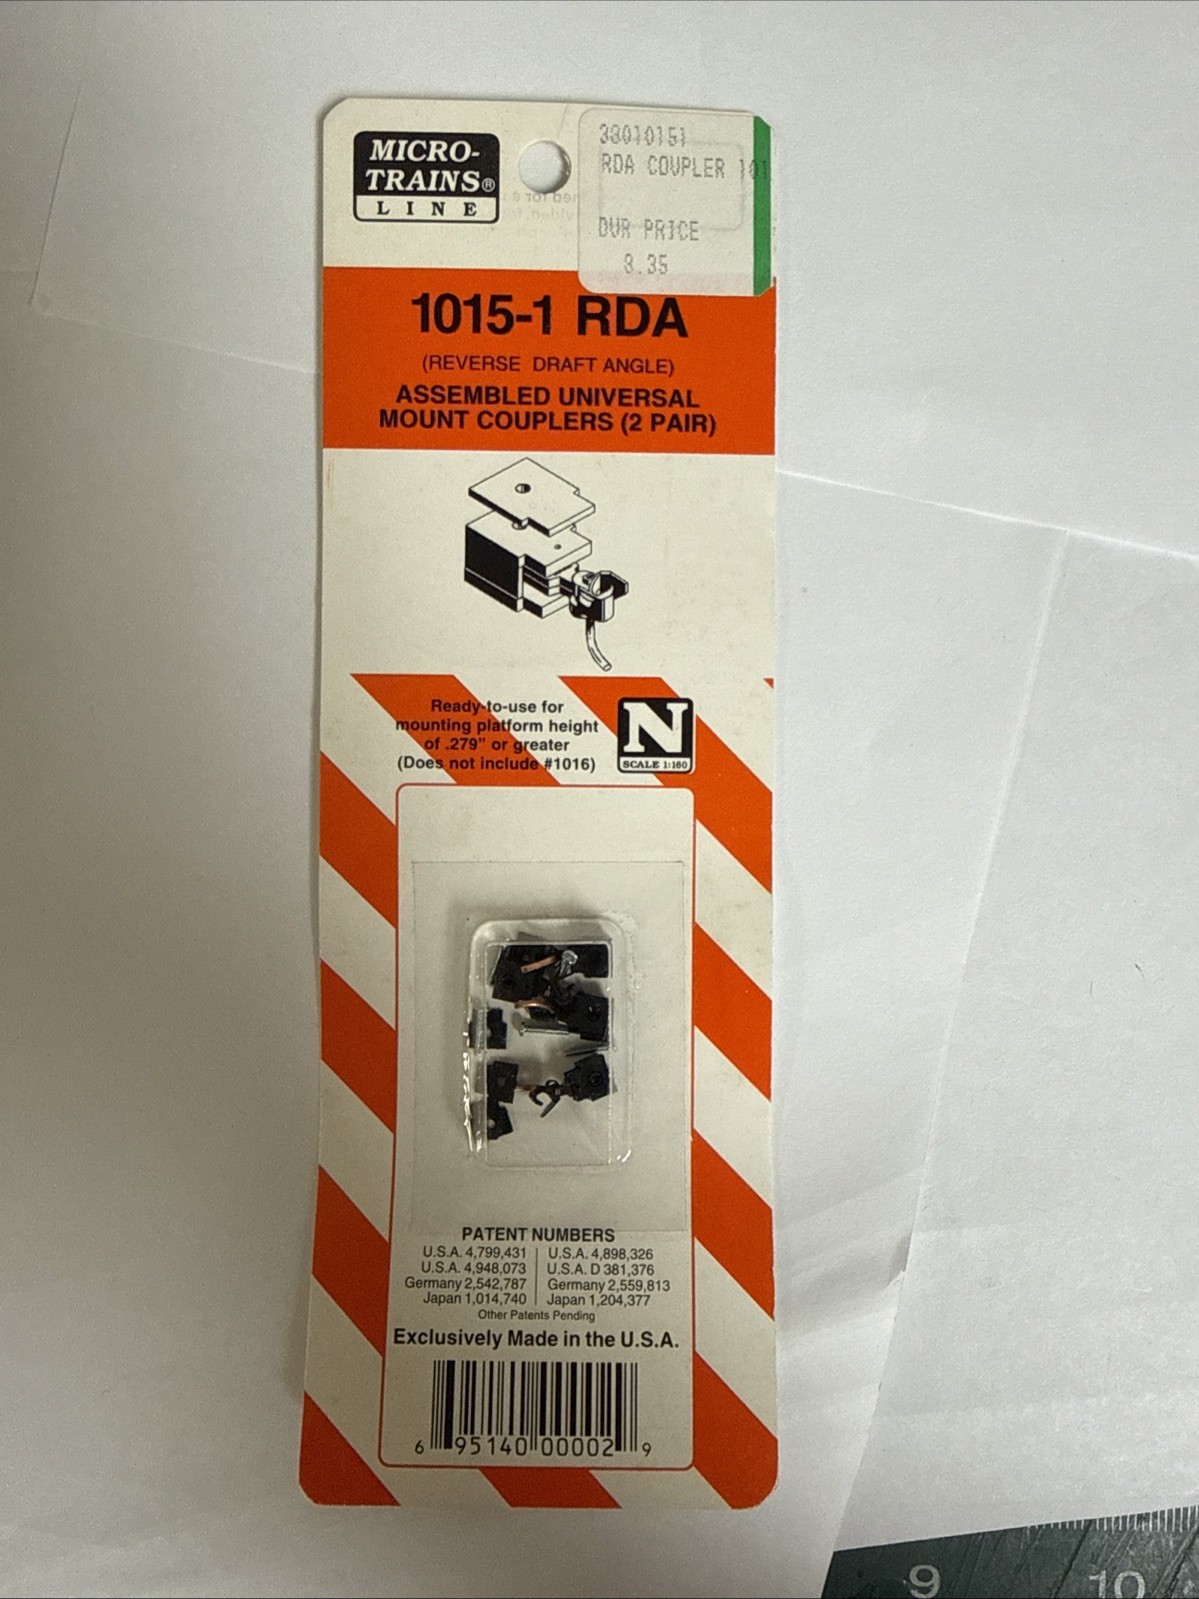 MICRO-
TRAINS®
LINE
33010151
RDA COUPLER 101
OUR PRICE
3.35
1015-1 RDA
(REVERSE DRAFT ANGLE)
ASSEMBLED UNIVERSAL
MOUNT COUPLERS (2 PAIR)
Ready-to-use for
mounting platform height
of .279" or greater
(Does not include #1016)
N
SCALE 1:160
PATENT NUMBERS
U.S.A. 4,799,431 U.S.A. 4,898,326
U.S.A. 4,948,073 U.S.A. D 381,376
Germany 2,542,787 Germany 2,559,813
Japan 1,014,740 Japan 1,204,377
Other Patents Pending
Exclusively Made in the U.S.A.
6 95140 00002 9
9 10